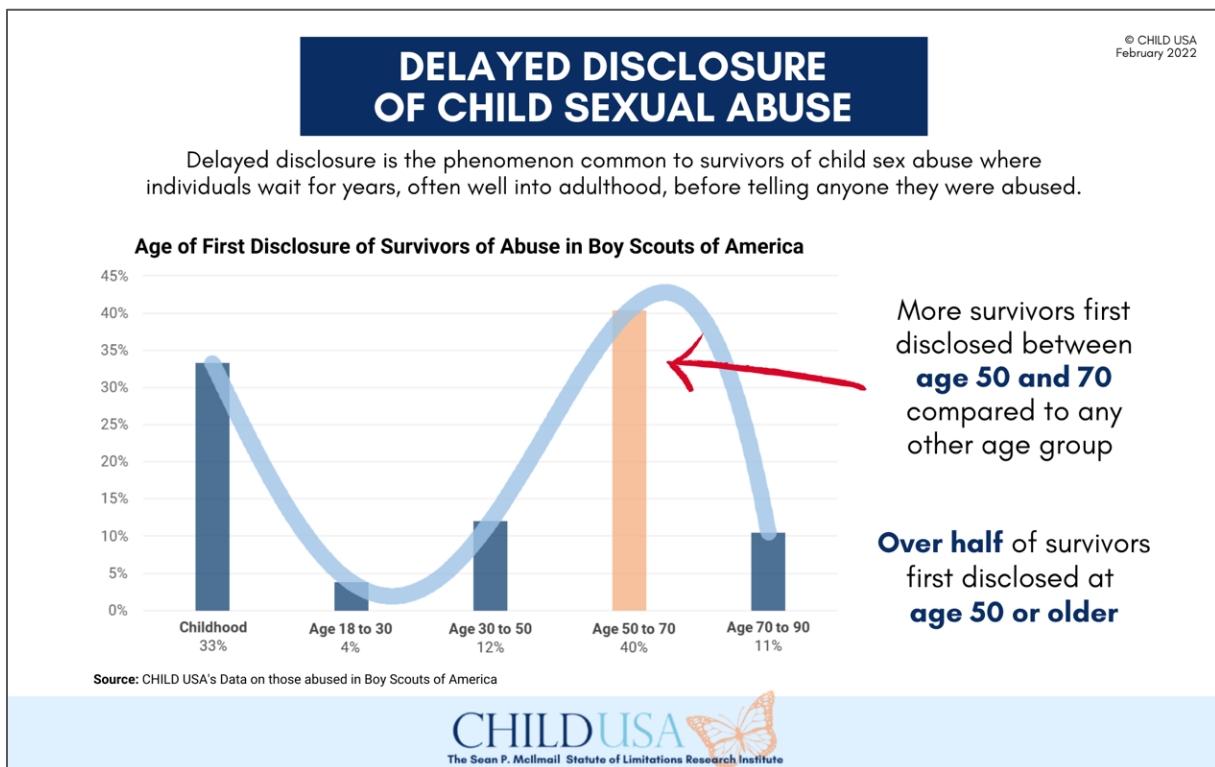 © CHILD USA
February 2022
DELAYED DISCLOSURE
OF CHILD SEXUAL ABUSE
Delayed disclosure is the phenomenon common to survivors of child sex abuse where
individuals wait for years, often well into adulthood, before telling anyone they were abused.
Age of First Disclosure of Survivors of Abuse in Boy Scouts of America
45%
40%
35%
30%
25%
20%
15%
10%
5%
0%
Childhood
33%
Age 18 to 30
4%
Age 30 to 50
12%
Age 50 to 70
40%
Age 70 to 90
11%
More survivors first
disclosed between
age 50 and 70
compared to any
other age group
Over half of survivors
first disclosed at
age 50 or older
Source: CHILD USA's Data on those abused in Boy Scouts of America
CHILD USA
The Sean P. McIlmail Statute of Limitations Research Institute